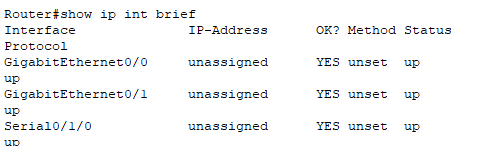 Router#show ip int brief
Interface IP-Address OK? Method Status
Protocol
GigabitEthernet0/0 unassigned YES unset up
up
GigabitEthernet0/1 unassigned YES unset up
up
Serial0/1/0 unassigned YES unset up
up